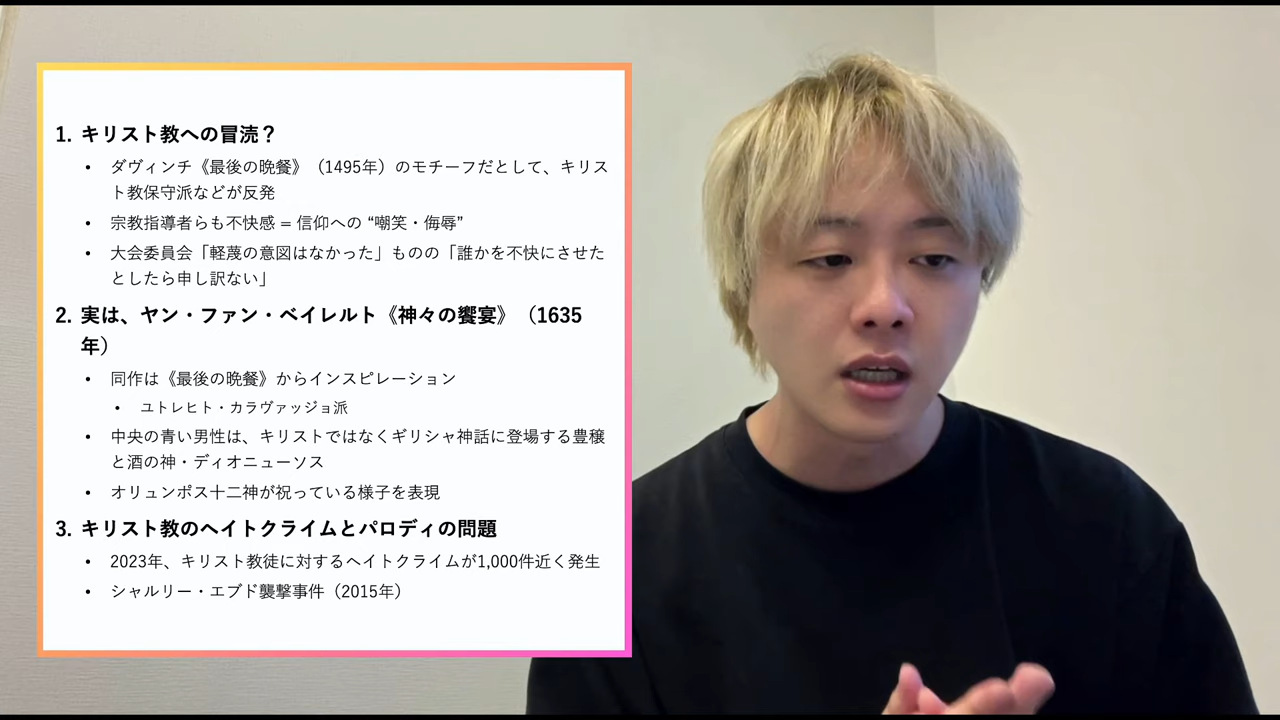 1. キリスト教への冒涜？
• ダヴィンチ《最後の晩餐》（1495年）のモチーフだとして、キリス
ト教保守派などが反発
• 宗教指導者らも不快感 = 信仰への “嘲笑・侮辱”
• 大会委員会「軽蔑の意図はなかった」ものの「誰かを不快にさせた
としたら申し訳ない」
2. 実は、ヤン・ファン・ベイレルト《神々の饗宴》（1635
年）
• 同作は《最後の晩餐》からインスピレーション
• ユトレヒト・カラヴァッジョ派
• 中央の青い男性は、キリストではなくギリシャ神話に登場する豊穣
と酒の神・ディオニューソス
• オリュンポス十二神が祝っている様子を表現
3. キリスト教のヘイトクライムとパロディの問題
• 2023年、キリスト教徒に対するヘイトクライムが1,000件近く発生
• シャルリー・エブド襲撃事件（2015年）